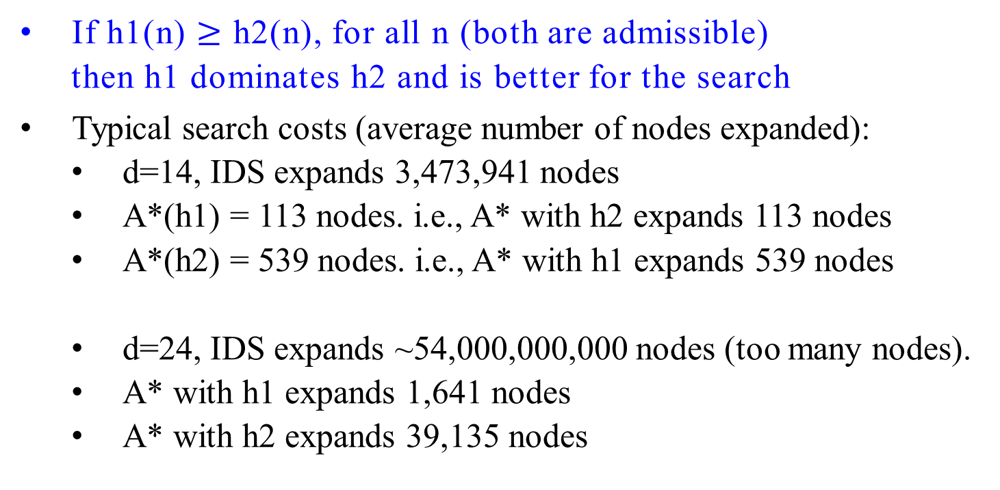 • If h1(n) ≥ h2(n), for all n (both are admissible)
then h1 dominates h2 and is better for the search
• Typical search costs (average number of nodes expanded):
• d=14, IDS expands 3,473,941 nodes
• A*(h1) = 113 nodes. i.e., A* with h2 expands 113 nodes
• A*(h2) = 539 nodes. i.e., A* with h1 expands 539 nodes
• d=24, IDS expands ~54,000,000,000 nodes (too many nodes).
• A* with h1 expands 1,641 nodes
• A* with h2 expands 39,135 nodes